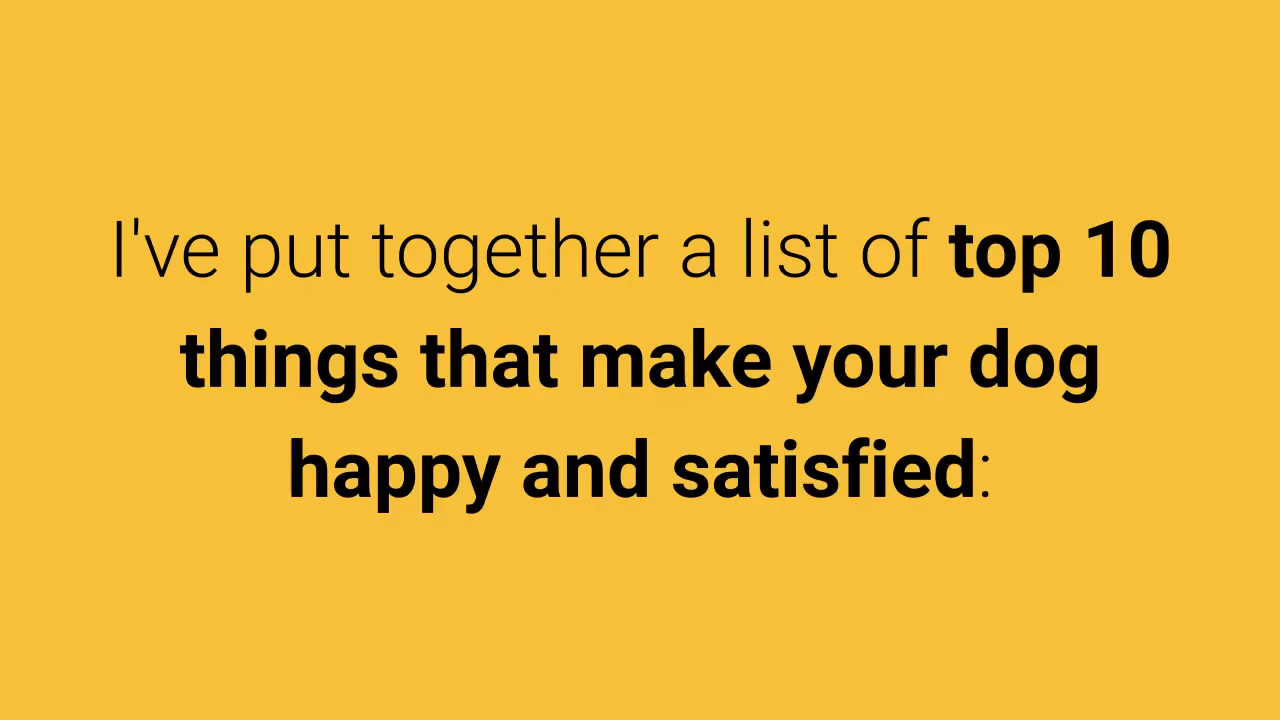 I've put together a list of top 10
things that make your dog
happy and satisfied: